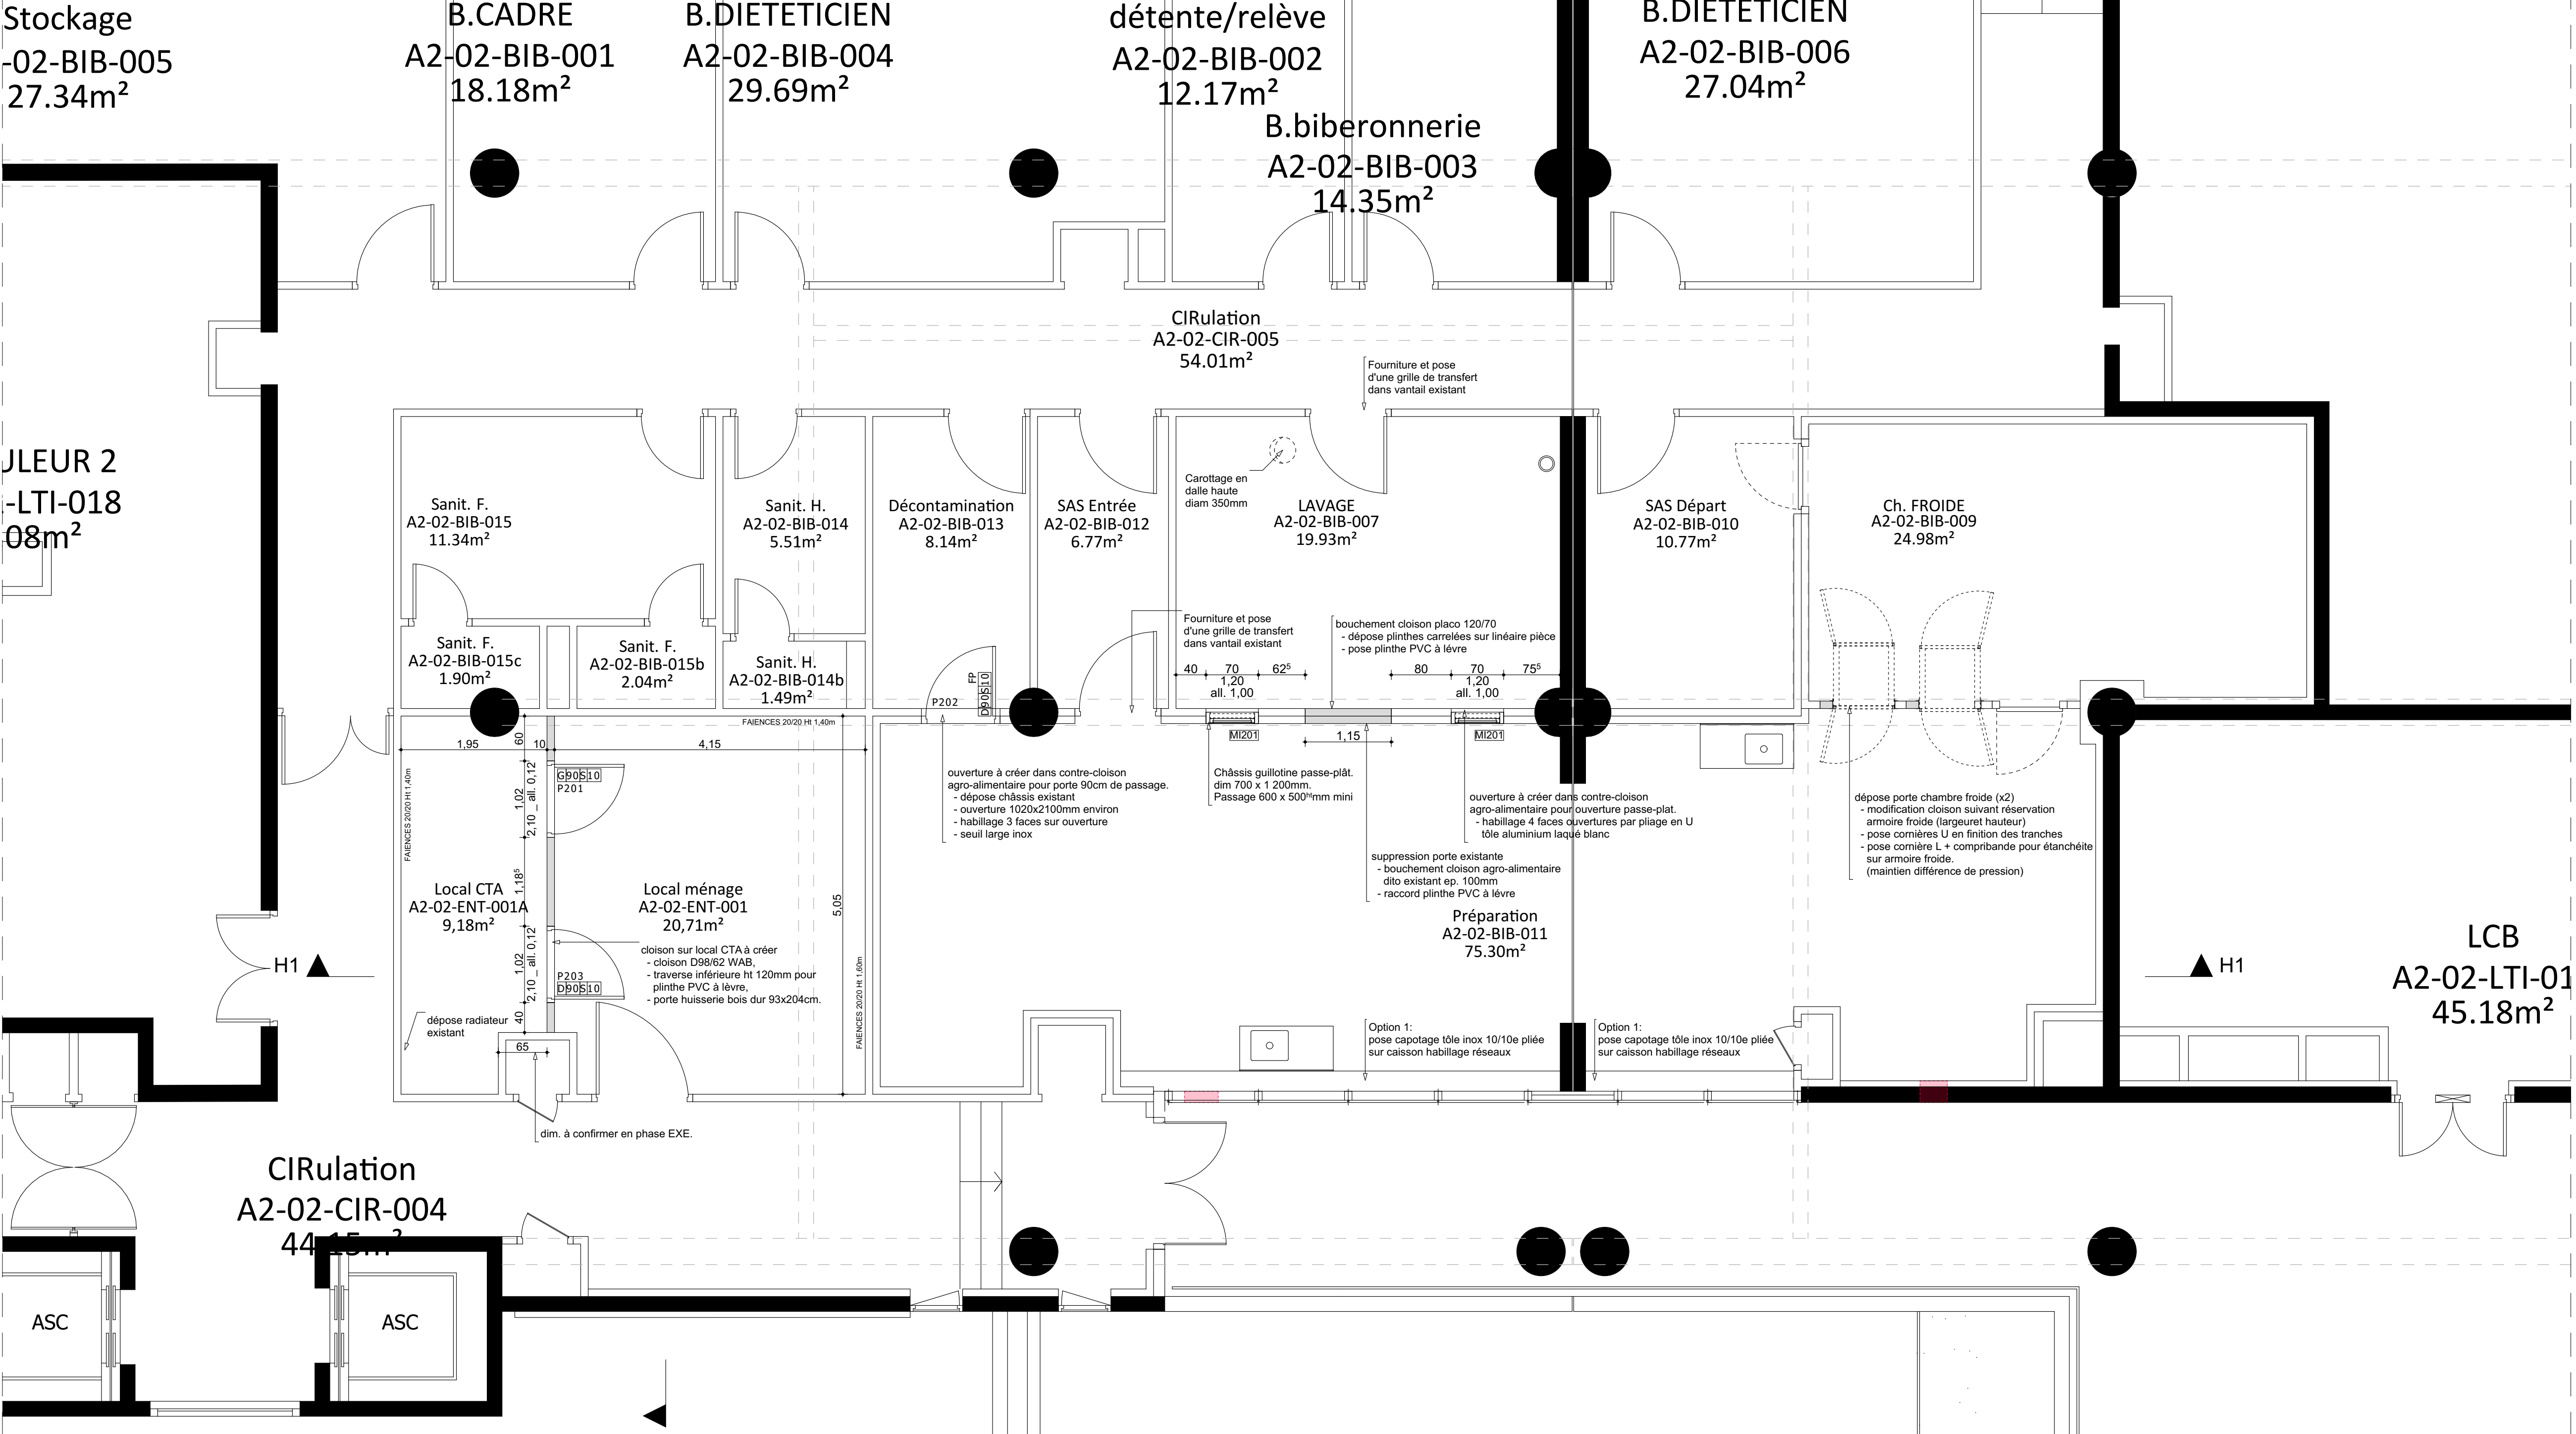 Stockage
-02-BIB-005
27.34m²
B.CADRE
A2-02-BIB-001
18.18m²
B.DIETETICIEN
A2-02-BIB-004
29.69m²
détente/relève
A2-02-BIB-002
12.17m²
B.biberonnerie
A2-02-BIB-003
14.35m²
B.DIETETICIEN
A2-02-BIB-006
27.04m²
CIRulation
A2-02-CIR-005
54.01m²
Fourniture et pose
d'une grille de transfert
dans vantail existant
ULEUR 2
-LTI-018
08m²
Sanit. F.
A2-02-BIB-015
11.34m²
Sanit. H.
A2-02-BIB-014
5.51m²
Décontamination
A2-02-BIB-013
8.14m²
SAS Entrée
A2-02-BIB-012
6.77m²
Carottage en
dalle haute
diam 350mm
LAVAGE
A2-02-BIB-007
19.93m²
SAS Départ
A2-02-BIB-010
10.77m²
Ch. FROIDE
A2-02-BIB-009
24.98m²
Sanit. F.
A2-02-BIB-015c
1.90m²
Sanit. F.
A2-02-BIB-015b
2.04m²
Sanit. H.
A2-02-BIB-014b
1.49m²
Fourniture et pose
d'une grille de transfert
dans vantail existant
bouchement cloison placo 120/70
- dépose plinthes carrelées sur linéaire pièce
- pose plinthe PVC à lévre
40 70 62⁵
1,20
all. 1,00
80 70 75⁵
1,20
all. 1,00
P202
FP
D90S10
FAIENCES 20/20 Ht 1,40m
MI201
1,15
MI201
1,95 10 4,15
60
FAIENCES 20/20 Ht 1,40m
1,02
2,10 _ all. 0,12
G90S10
P201
1,18⁵
1,02
2,10 _ all. 0,12
40
5,05
FAIENCES 20/20 Ht 1,60m
ouverture à créer dans contre-cloison
agro-alimentaire pour porte 90cm de passage.
- dépose châssis existant
- ouverture 1020x2100mm environ
- habillage 3 faces sur ouverture
- seuil large inox
Châssis guillotine passe-plât.
dim 700 x 1 200mm.
Passage 600 x 500ʰᵗmm mini
ouverture à créer dans contre-cloison
agro-alimentaire pour ouverture passe-plat.
- habillage 4 faces ouvertures par pliage en U
tôle aluminium laqué blanc
suppression porte existante
- bouchement cloison agro-alimentaire
dito existant ep. 100mm
- raccord plinthe PVC à lévre
dépose porte chambre froide (x2)
- modification cloison suivant réservation
armoire froide (largeuret hauteur)
- pose cornières U en finition des tranches
- pose cornière L + compribande pour étanchéite
sur armoire froide.
(maintien différence de pression)
Local CTA
A2-02-ENT-001A
9,18m²
Local ménage
A2-02-ENT-001
20,71m²
cloison sur local CTA à créer
- cloison D98/62 WAB,
- traverse inférieure ht 120mm pour
plinthe PVC à lèvre,
- porte huisserie bois dur 93x204cm.
P203
D90S10
Préparation
A2-02-BIB-011
75.30m²
H1
H1
LCB
A2-02-LTI-01
45.18m²
dépose radiateur
existant
65
Option 1:
pose capotage tôle inox 10/10e pliée
sur caisson habillage réseaux
Option 1:
pose capotage tôle inox 10/10e pliée
sur caisson habillage réseaux
dim. à confirmer en phase EXE.
CIRulation
A2-02-CIR-004
44.15m²
ASC
ASC